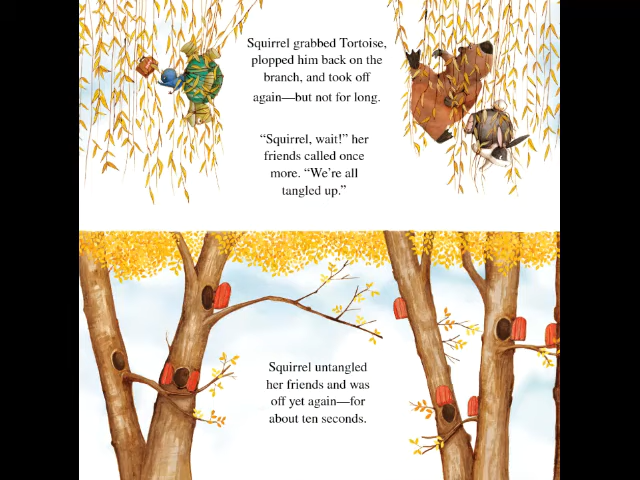 Squirrel grabbed Tortoise,
plopped him back on the
branch, and took off
again—but not for long.
“Squirrel, wait!” her
friends called once
more. “We’re all
tangled up.”
Squirrel untangled
her friends and was
off yet again—for
about ten seconds.